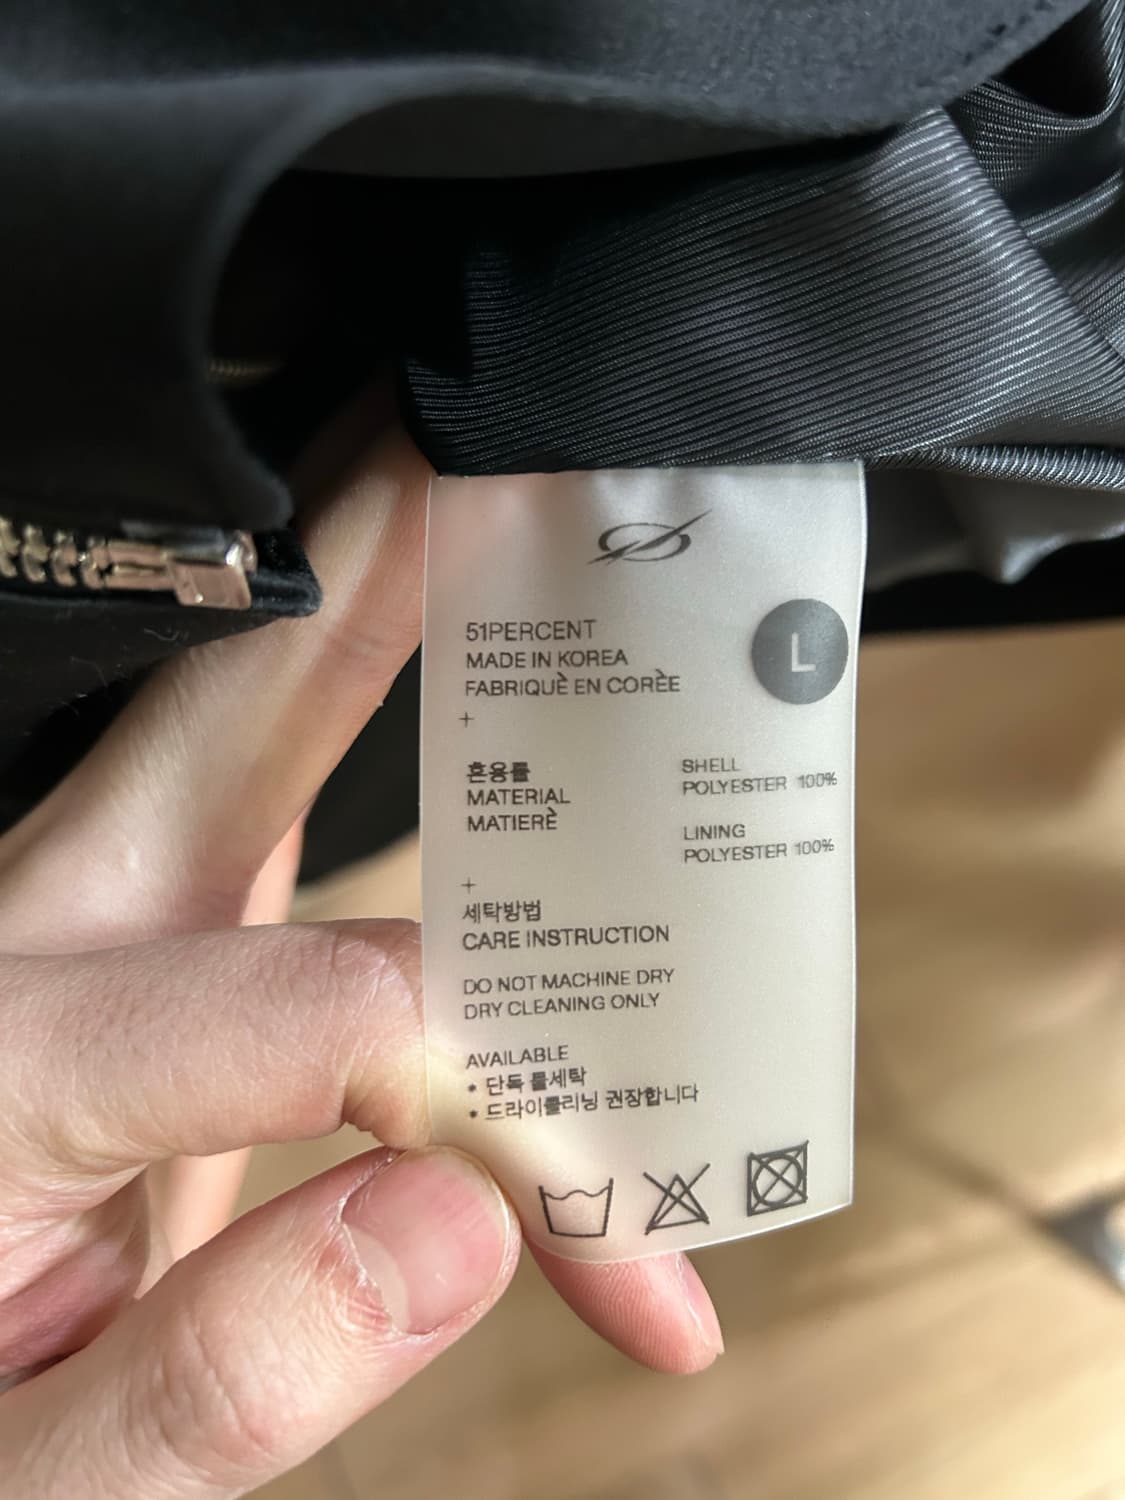 51PERCENT
MADE IN KOREA
FABRIQUÈ EN CORÈE
L
+
혼용률
MATERIAL
MATIERÈ
SHELL
POLYESTER 100%
LINING
POLYESTER 100%
+
세탁방법
CARE INSTRUCTION
DO NOT MACHINE DRY
DRY CLEANING ONLY
AVAILABLE
• 단독 물세탁
• 드라이클리닝 권장합니다